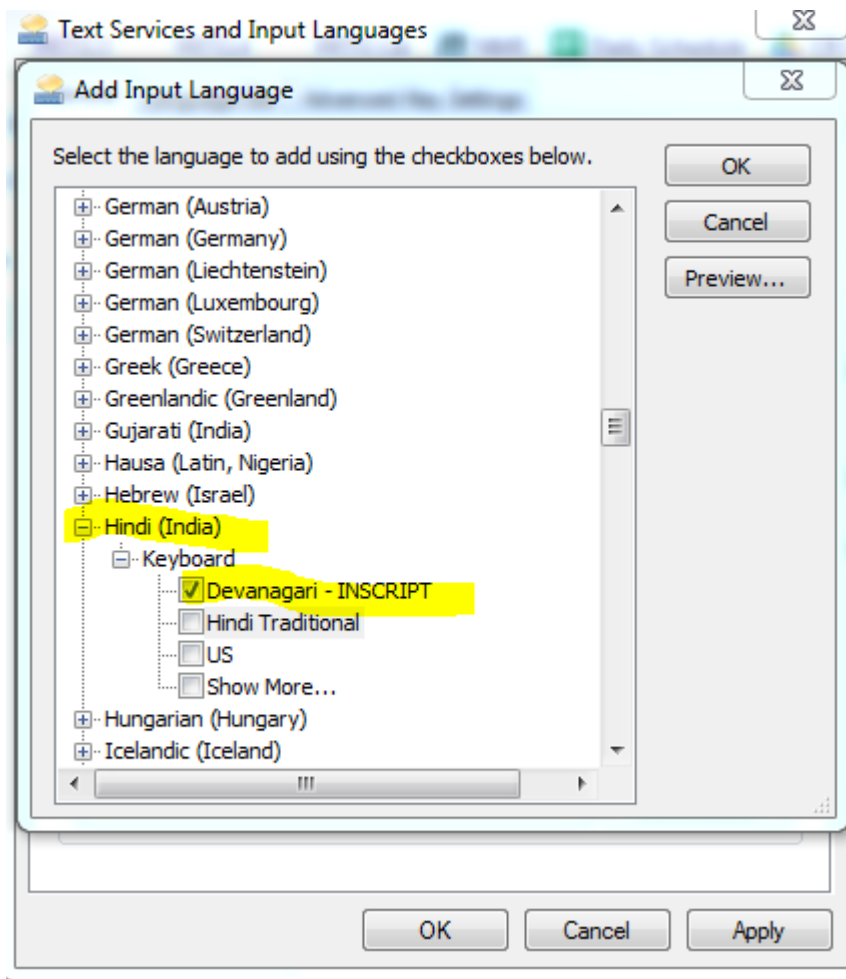 Text Services and Input Languages
Add Input Language
Select the language to add using the checkboxes below.
OK
Cancel
Preview...
German (Austria)
German (Germany)
German (Liechtenstein)
German (Luxembourg)
German (Switzerland)
Greek (Greece)
Greenlandic (Greenland)
Gujarati (India)
Hausa (Latin, Nigeria)
Hebrew (Israel)
Hindi (India)
Keyboard
Devanagari - INSCRIPT
Hindi Traditional
US
Show More...
Hungarian (Hungary)
Icelandic (Iceland)
OK Cancel Apply